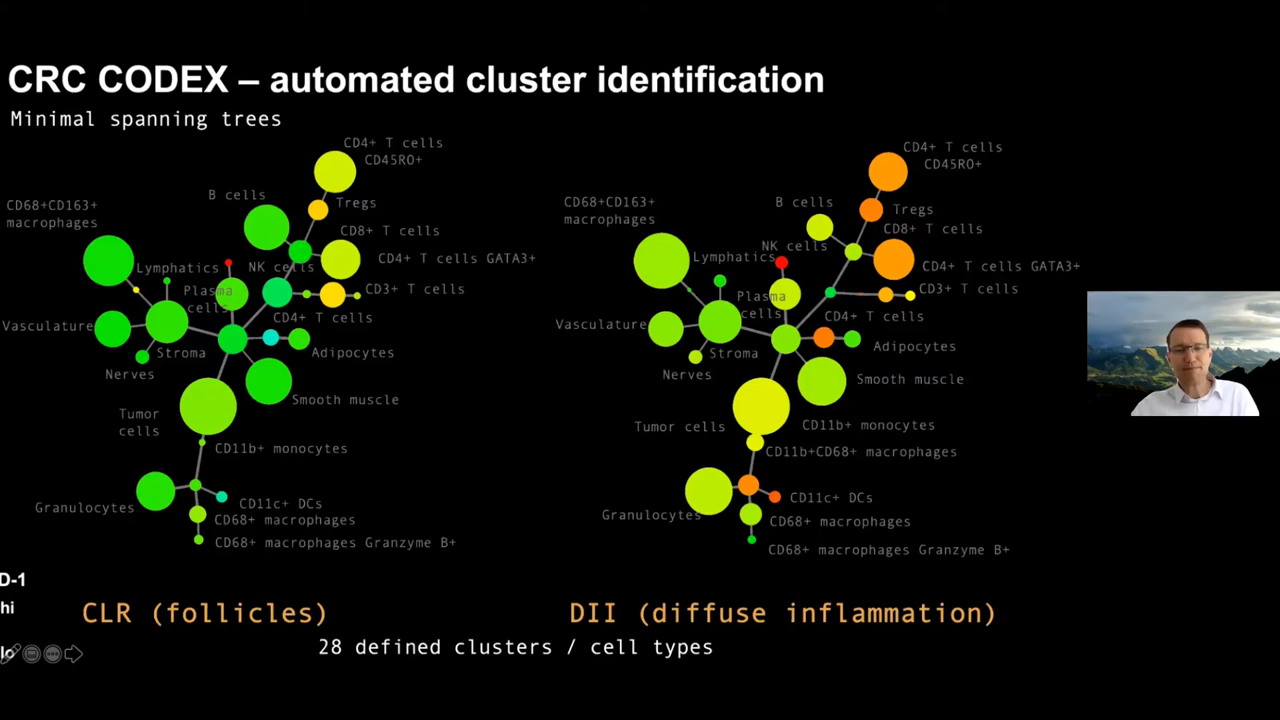 CRC CODEX – automated cluster identification
Minimal spanning trees
CD4+ T cells
CD45RO+
B cells
Tregs
CD68+CD163+
macrophages
CD8+ T cells
CD4+ T cells GATA3+
Lymphatics
NK cells
Plasma
cells
CD3+ T cells
CD4+ T cells
Vasculature
Stroma
Adipocytes
Nerves
Smooth muscle
Tumor
cells
CD11b+ monocytes
Granulocytes
CD11c+ DCs
CD68+ macrophages
CD68+ macrophages Granzyme B+
CD4+ T cells
CD45RO+
B cells
Tregs
CD68+CD163+
macrophages
CD8+ T cells
NK cells
Lymphatics
CD4+ T cells GATA3+
Plasma
cells
CD3+ T cells
CD4+ T cells
Vasculature
Stroma
Adipocytes
Nerves
Smooth muscle
Tumor cells
CD11b+ monocytes
CD11b+CD68+ macrophages
Granulocytes
CD11c+ DCs
CD68+ macrophages
CD68+ macrophages Granzyme B+
D-1
hi
lo
CLR (follicles)
DII (diffuse inflammation)
28 defined clusters / cell types